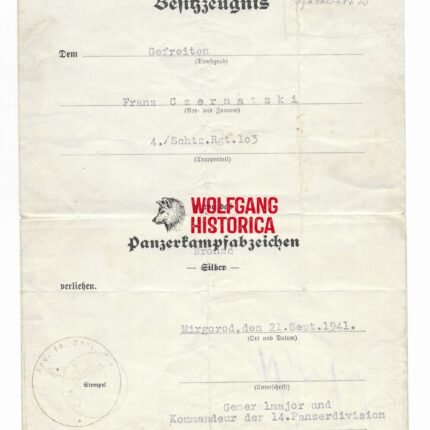 Besitzzeugnis
Dem Gefreiten
(Dienstgrad)
Franz Czernatzki
(Vor- und Zuname)
4./Schtz.Rgt.103
(Truppenteil)
WOLFGANG
HISTORICA
Panzerkampfabzeichen
Bronze
— Silber —
verliehen.
Mirgorod, den 21.Sept.1941.
(Ort und Datum)
Stempel
(Unterschrift)
Generalmajor und
Kommandeur der 14.Panzerdivision